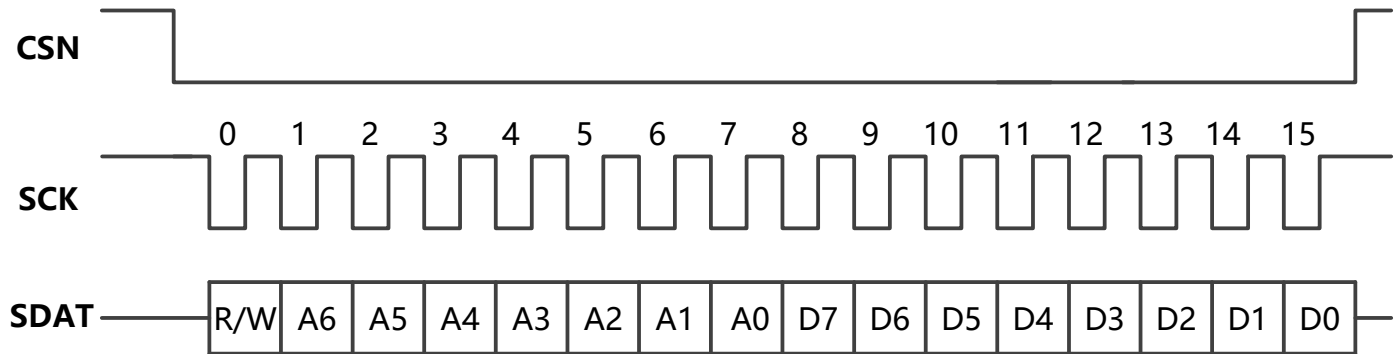 CSN
0 1 2 3 4 5 6 7 8 9 10 11 12 13 14 15
SCK
SDAT R/W A6 A5 A4 A3 A2 A1 A0 D7 D6 D5 D4 D3 D2 D1 D0